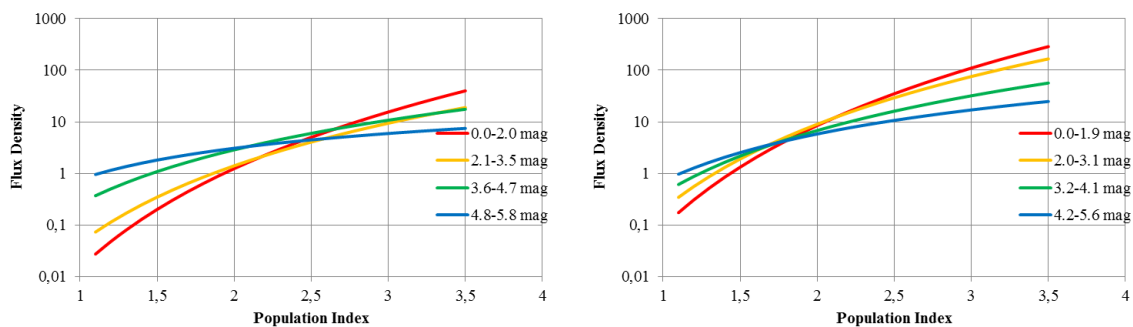 1000
100
10
1
0,1
0,01
Flux Density
1 1,5 2 2,5 3 3,5 4
Population Index
0.0-2.0 mag
2.1-3.5 mag
3.6-4.7 mag
4.8-5.8 mag
1000
100
10
1
0,1
0,01
Flux Density
1 1,5 2 2,5 3 3,5 4
Population Index
0.0-1.9 mag
2.0-3.1 mag
3.2-4.1 mag
4.2-5.6 mag